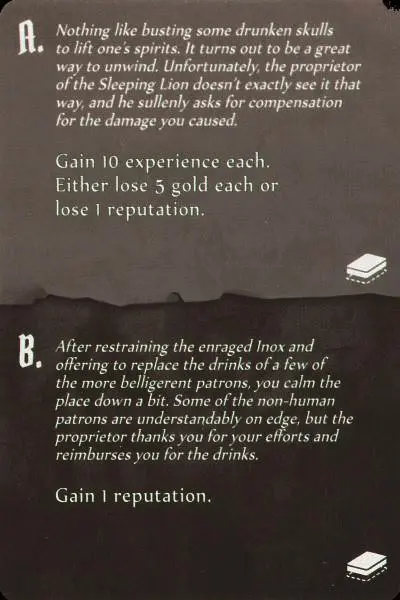 A.
Nothing like busting some drunken skulls
to lift one's spirits. It turns out to be a great
way to unwind. Unfortunately, the proprietor
of the Sleeping Lion doesn't exactly see it that
way, and he sullenly asks for compensation
for the damage you caused.
Gain 10 experience each.
Either lose 5 gold each or
lose 1 reputation.
B.
After restraining the enraged Inox and
offering to replace the drinks of a few of
the more belligerent patrons, you calm the
place down a bit. Some of the non-human
patrons are understandably on edge, but the
proprietor thanks you for your efforts and
reimburses you for the drinks.
Gain 1 reputation.